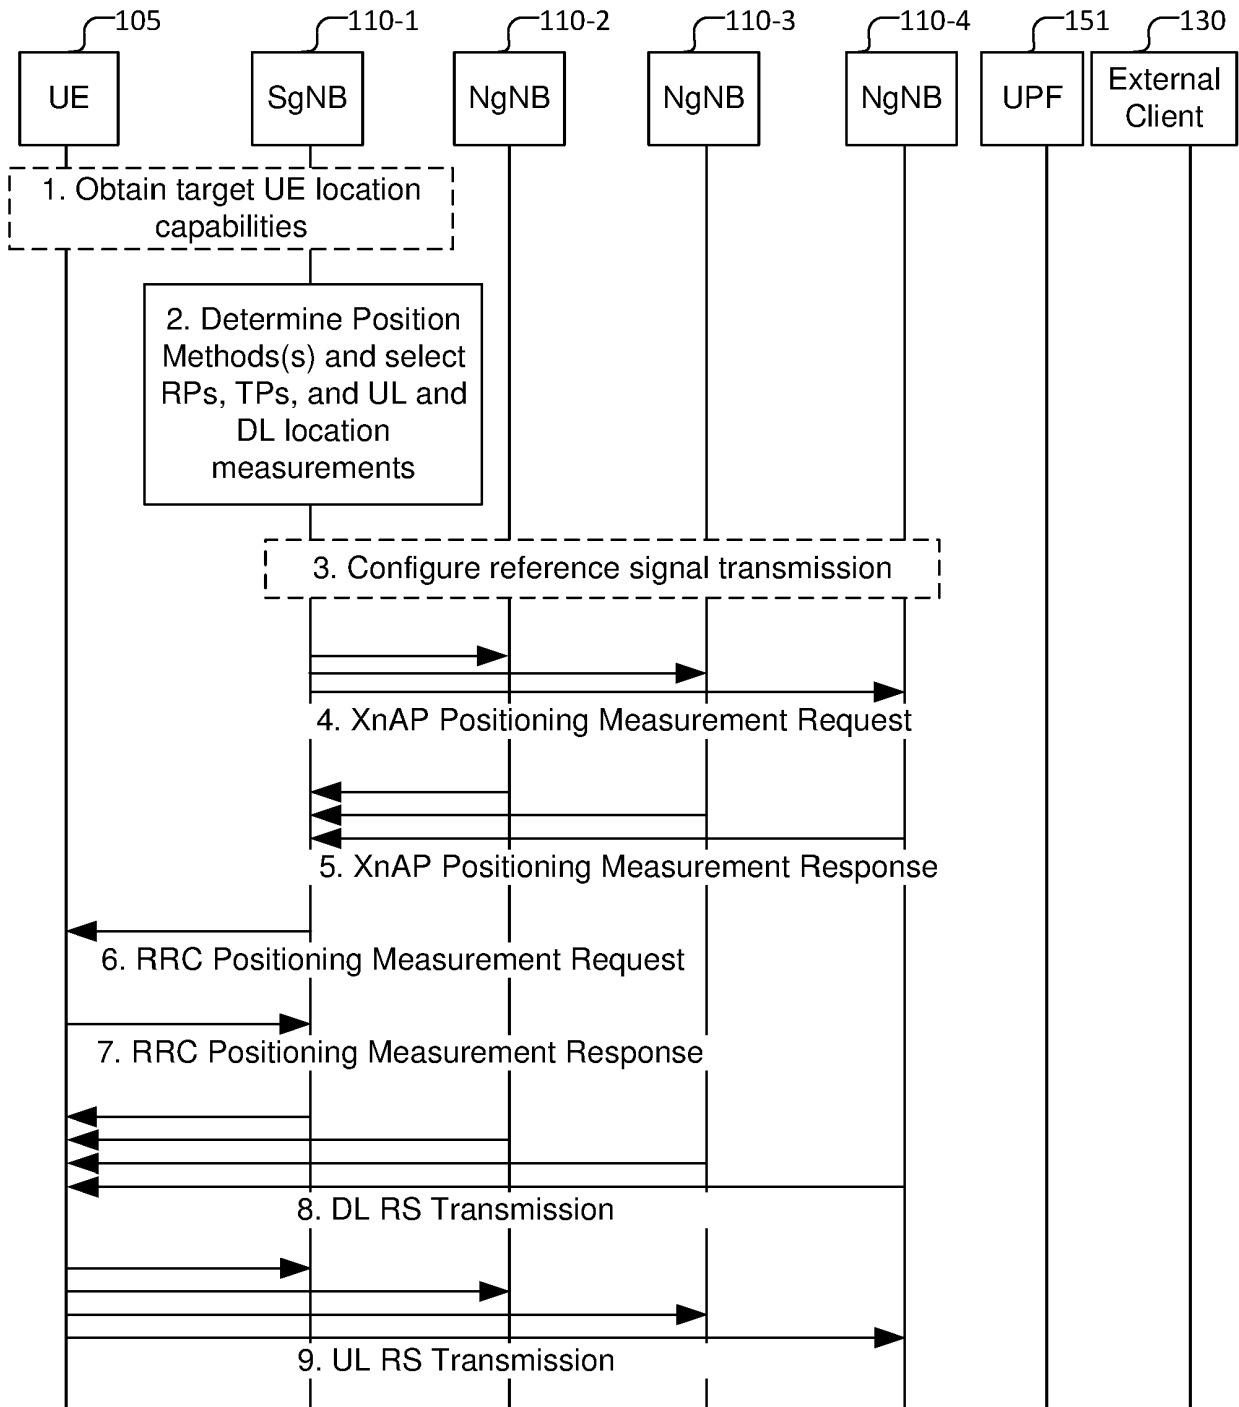 105
110-1
110-2
110-3
110-4
151
130
UE
SgNB
NgNB
NgNB
NgNB
UPF
External
Client
1. Obtain target UE location
capabilities
2. Determine Position
Methods(s) and select
RPs, TPs, and UL and
DL location
measurements
3. Configure reference signal transmission
4. XnAP Positioning Measurement Request
5. XnAP Positioning Measurement Response
6. RRC Positioning Measurement Request
7. RRC Positioning Measurement Response
8. DL RS Transmission
9. UL RS Transmission